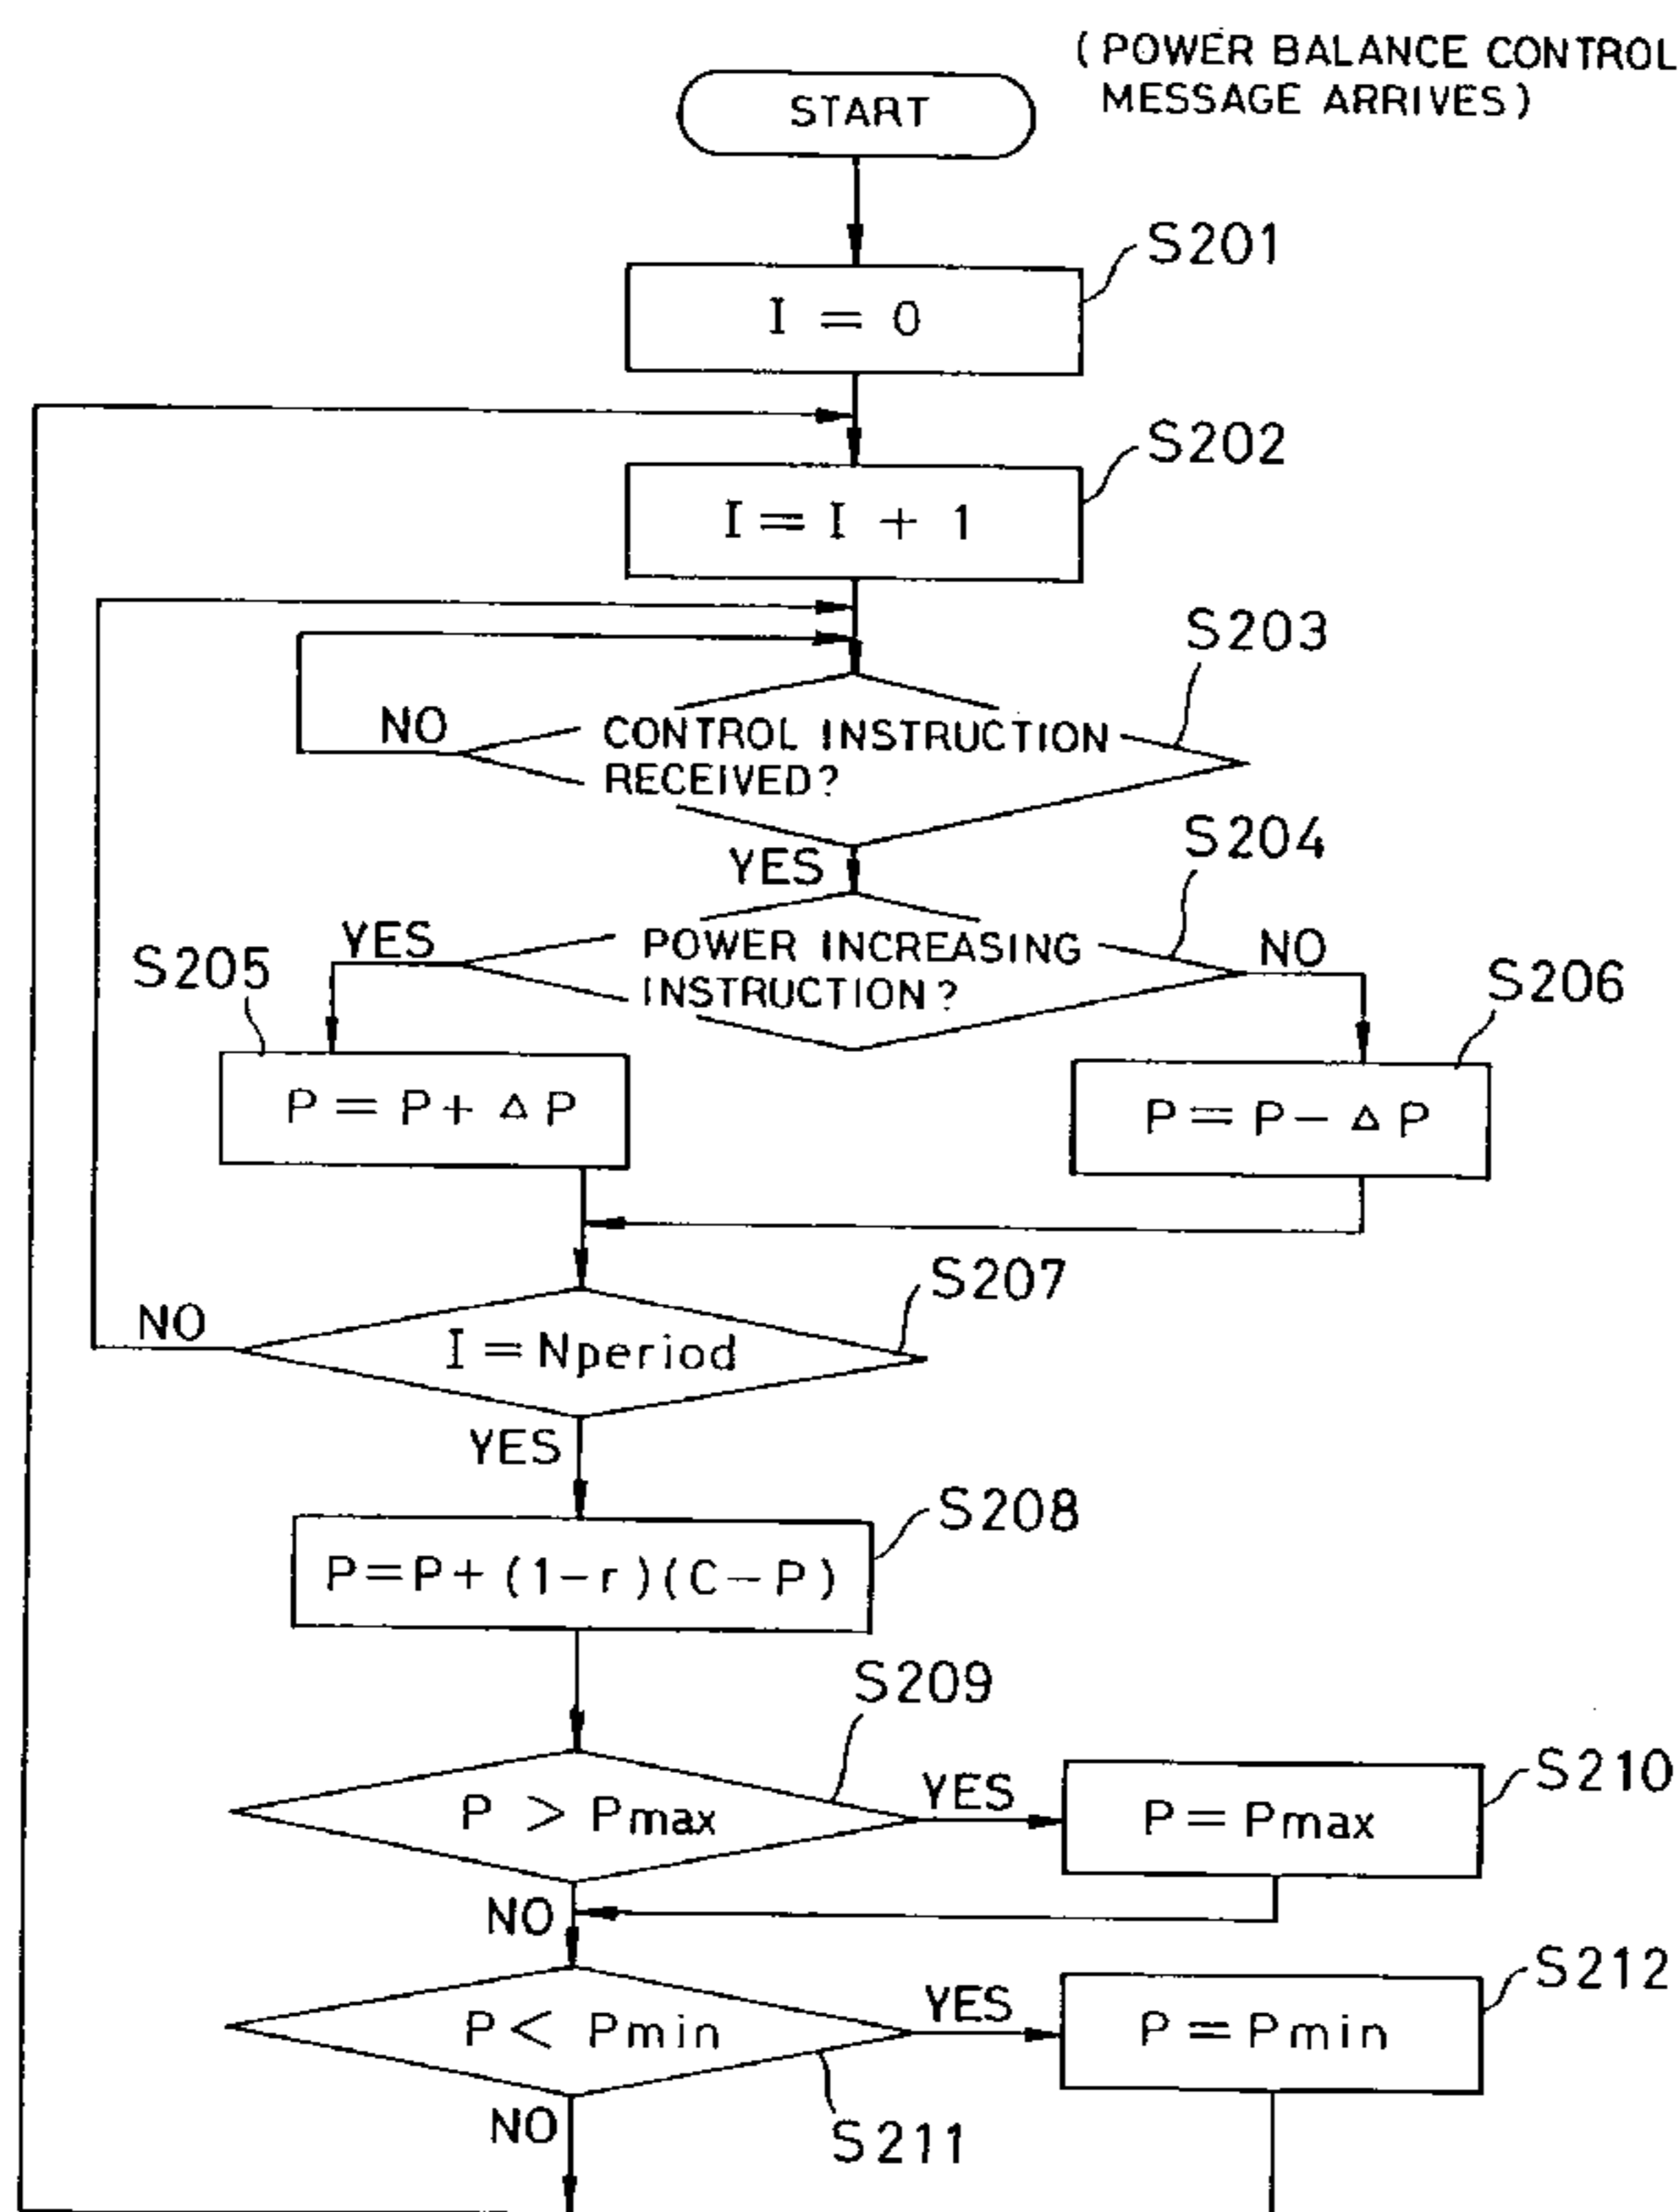 (POWER BALANCE CONTROL
MESSAGE ARRIVES)
START
S201
I = 0
S202
I = I + 1
S203
NO
CONTROL INSTRUCTION
RECEIVED?
YES
S204
YES
POWER INCREASING
INSTRUCTION?
NO
S205
S206
P = P + Δ P
P = P - Δ P
S207
NO
I = Nperiod
YES
S208
P = P + (1-r)(C-P)
S209
P > Pmax
YES
P = Pmax
S210
NO
P < Pmin
YES
P = Pmin
S212
NO
S211